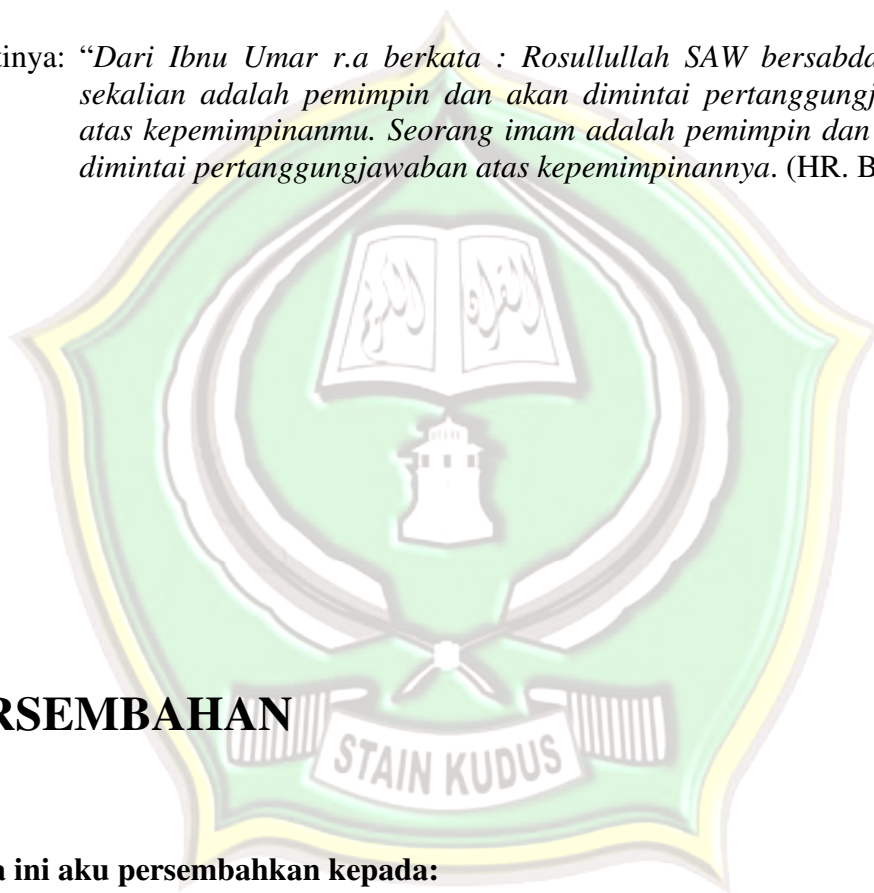 tinya: “Dari Ibnu Umar r.a berkata : Rosullullah SAW bersabda
sekalian adalah pemimpin dan akan dimintai pertanggungj
atas kepemimpinanmu. Seorang imam adalah pemimpin dan
dimintai pertanggungjawaban atas kepemimpinannya. (HR. B
RSEMBAHAN
STAIN KUDUS
a ini aku persembahkan kepada: